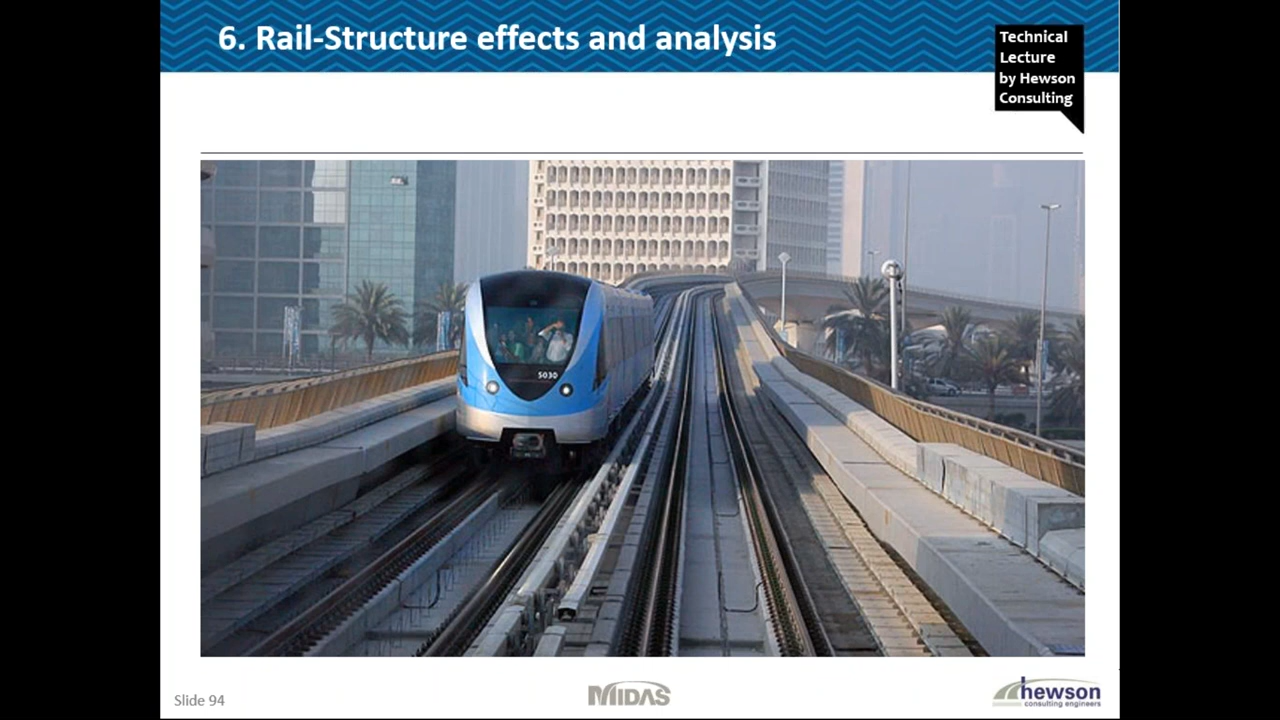 6. Rail-Structure effects and analysis
Technical
Lecture
by Hewson
Consulting
5030
Slide 94
MIDAS
hewson
consulting engineers